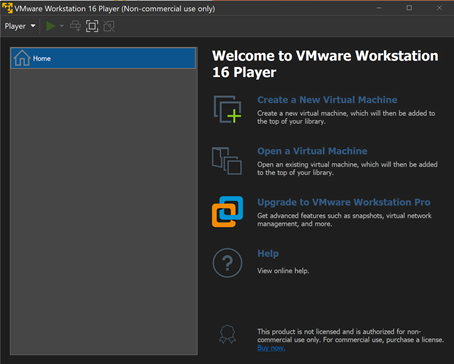 VMware Workstation 16 Player (Non-commercial use only)
Player
Home
Welcome to VMware Workstation
16 Player
Create a New Virtual Machine
Create a new virtual machine, which will then be added to
the top of your library.
Open a Virtual Machine
Open an existing virtual machine, which will then be added
to the top of your library.
Upgrade to VMware Workstation Pro
Get advanced features such as snapshots, virtual network
management, and more.
Help
View online help.
This product is not licensed and is authorized for non-
commercial use only. For commercial use, purchase a license.
Buy now.